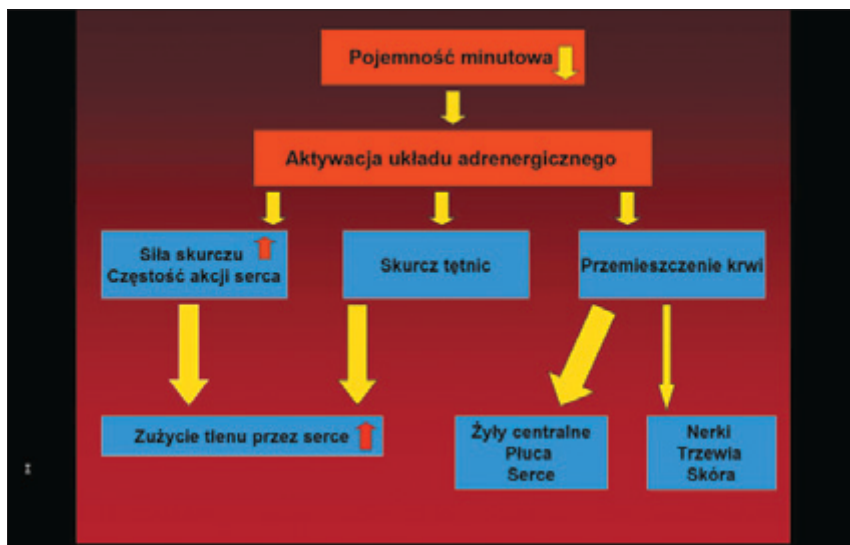 Pojemność minutowa
Aktywacja układu adrenergicznego
Siła skurczu
Częstość akcji serca
Skurcz tętnic
Przemieszczenie krwi
Zużycie tlenu przez serce
Żyły centralne
Płuca
Serce
Nerki
Trzewia
Skóra